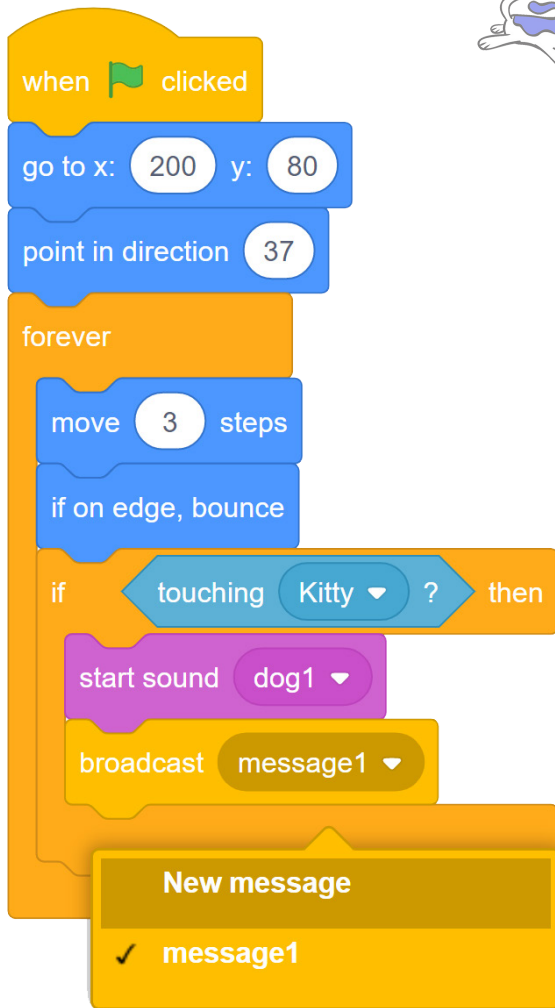 when clicked
go to x: 200 y: 80
point in direction 37
forever
move 3 steps
if on edge, bounce
if touching Kitty ? then
start sound dog1
broadcast message1
New message
✓ message1